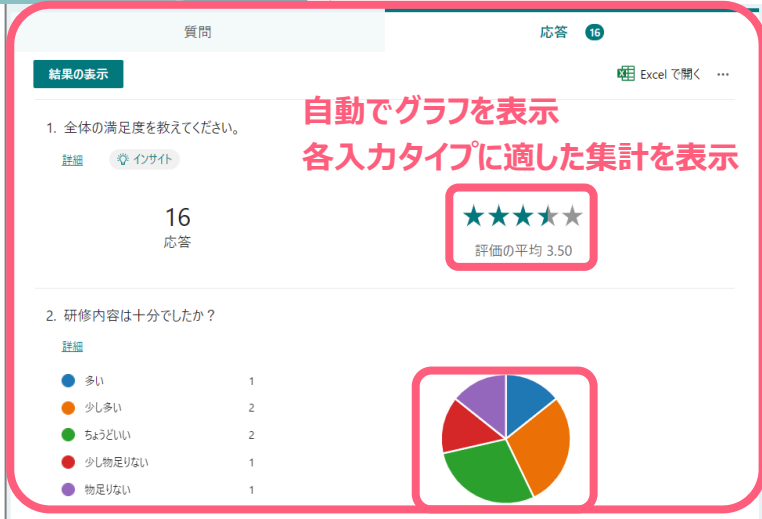 質問
応答 16
結果の表示
Excel で開く ...
自動でグラフを表示
各入力タイプに適した集計を表示
1. 全体の満足度を教えてください。
詳細 インサイト
16
応答
評価の平均 3.50
2. 研修内容は十分でしたか？
詳細
多い 1
少し多い 2
ちょうどいい 2
少し物足りない 1
物足りない 1